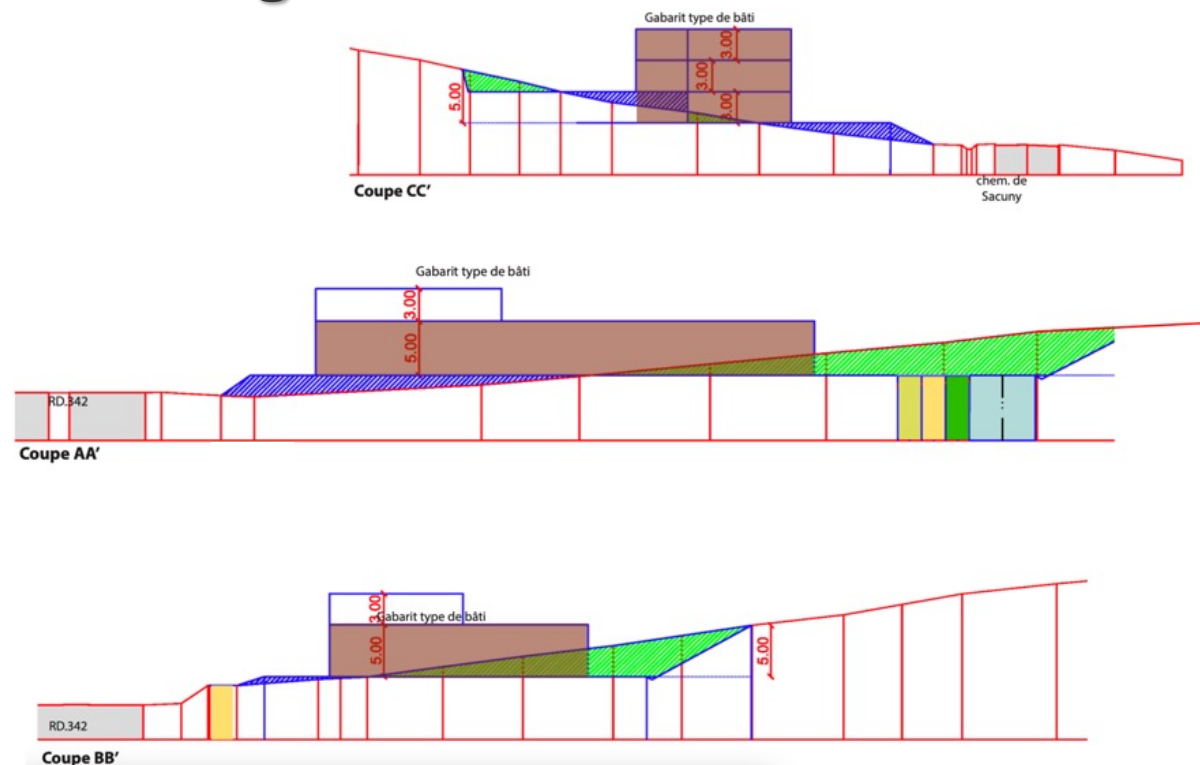 Gabarit type de bâti
3.00
3.00
3.00
5.00
chem. de
Sacuny
Coupe CC'
Gabarit type de bâti
3.00
5.00
RD.342
Coupe AA'
3.00
Gabarit type de bâti
5.00
5.00
RD.342
Coupe BB'